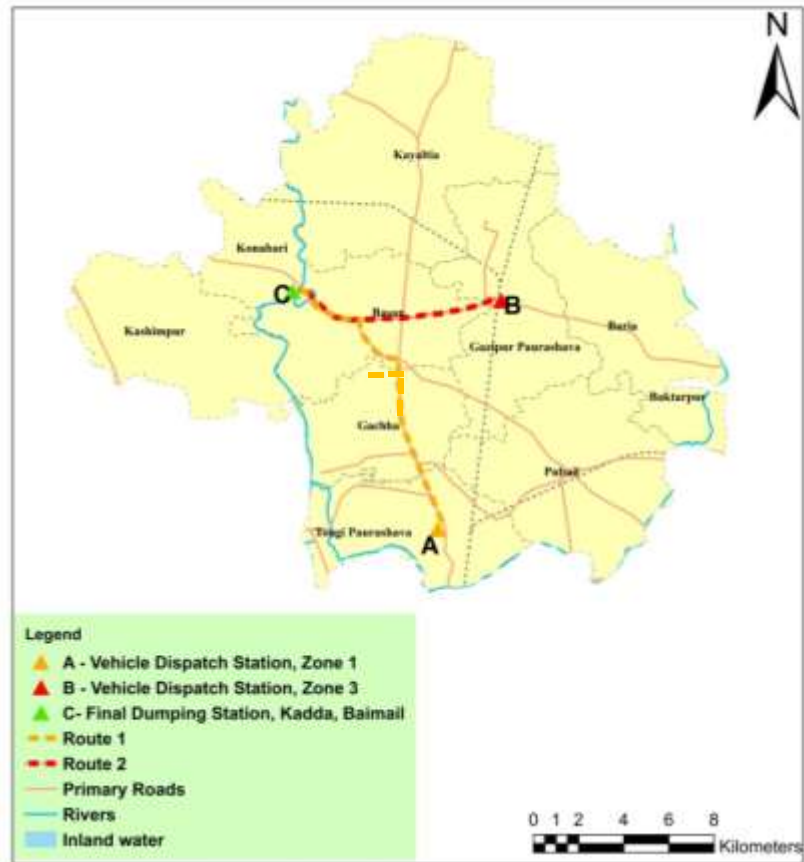 N
Kayaltia
Konabari
C
B
Kashimpur
Basan
Baria
Gazipur Paurashava
Gachha
Pubail
Tongi Paurashava
A
Legend
A - Vehicle Dispatch Station, Zone 1
B - Vehicle Dispatch Station, Zone 3
C- Final Dumping Station, Kadda, Baimail
Route 1
Route 2
Primary Roads
Rivers
Inland water
0 1 2 4 6 8
Kilometers